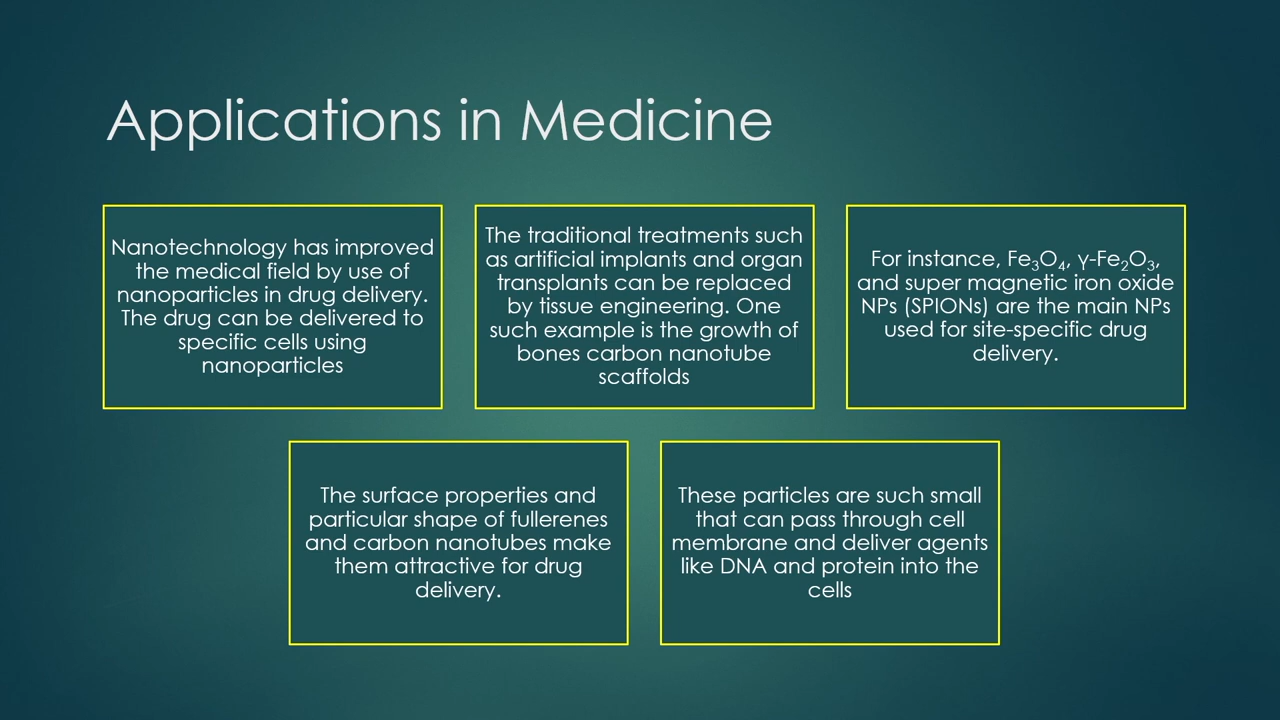 Applications in Medicine
Nanotechnology has improved
the medical field by use of
nanoparticles in drug delivery.
The drug can be delivered to
specific cells using
nanoparticles
The traditional treatments such
as artificial implants and organ
transplants can be replaced
by tissue engineering. One
such example is the growth of
bones carbon nanotube
scaffolds
For instance, Fe₃O₄, γ-Fe₂O₃,
and super magnetic iron oxide
NPs (SPIONs) are the main NPs
used for site-specific drug
delivery.
The surface properties and
particular shape of fullerenes
and carbon nanotubes make
them attractive for drug
delivery.
These particles are such small
that can pass through cell
membrane and deliver agents
like DNA and protein into the
cells